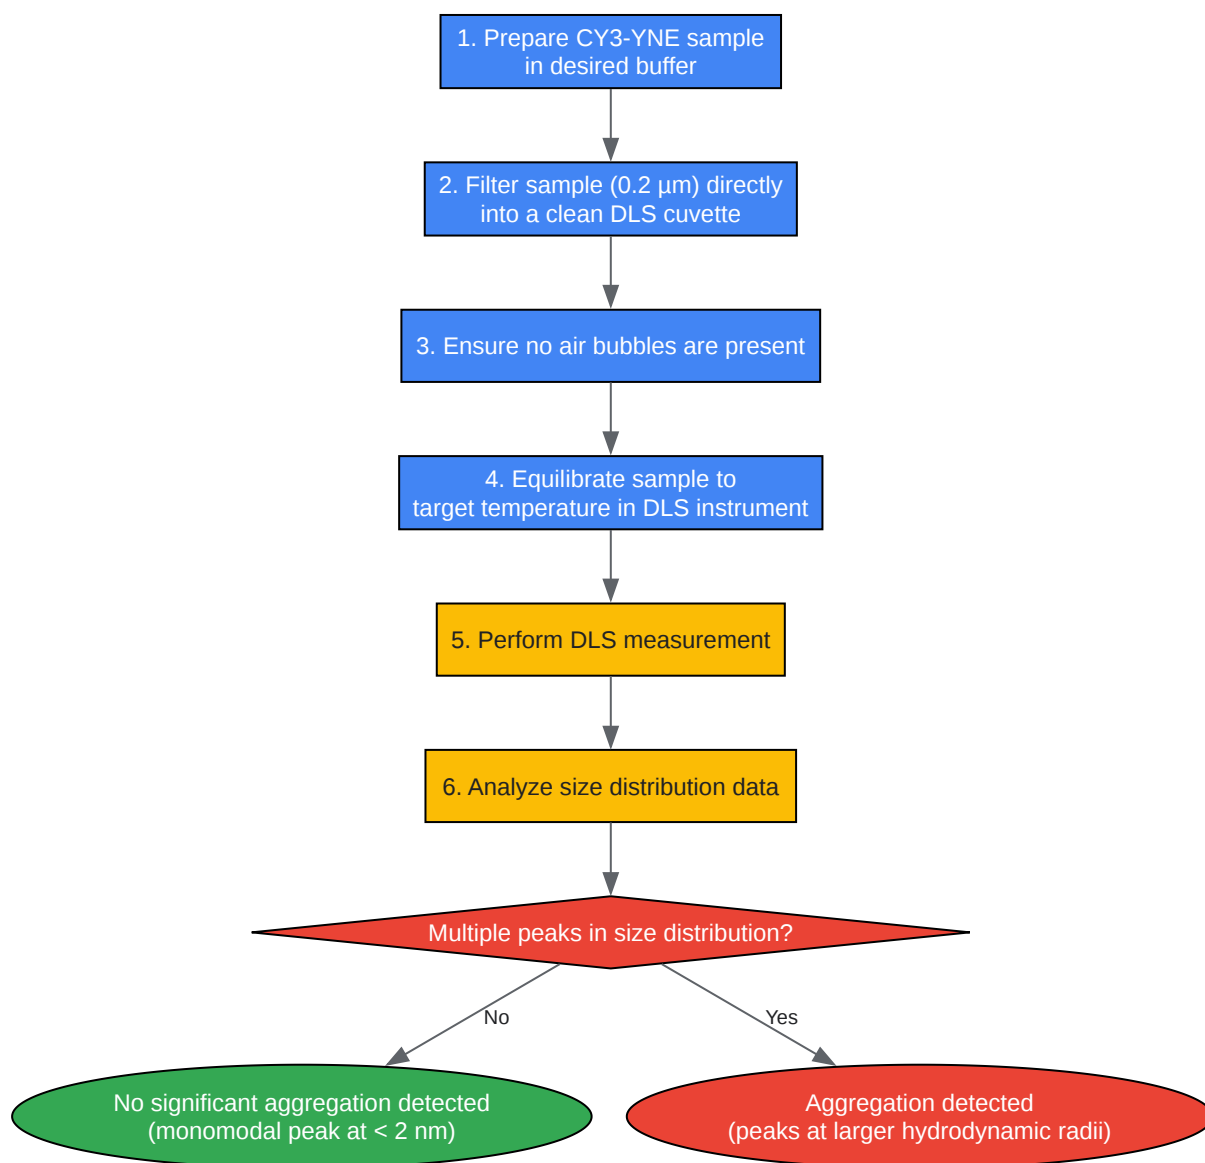 1. Prepare CY3-YNE sample
in desired buffer
2. Filter sample (0.2 µm) directly
into a clean DLS cuvette
3. Ensure no air bubbles are present
4. Equilibrate sample to
target temperature in DLS instrument
5. Perform DLS measurement
6. Analyze size distribution data
Multiple peaks in size distribution?
No
Yes
No significant aggregation detected
(monomodal peak at < 2 nm)
Aggregation detected
(peaks at larger hydrodynamic radii)